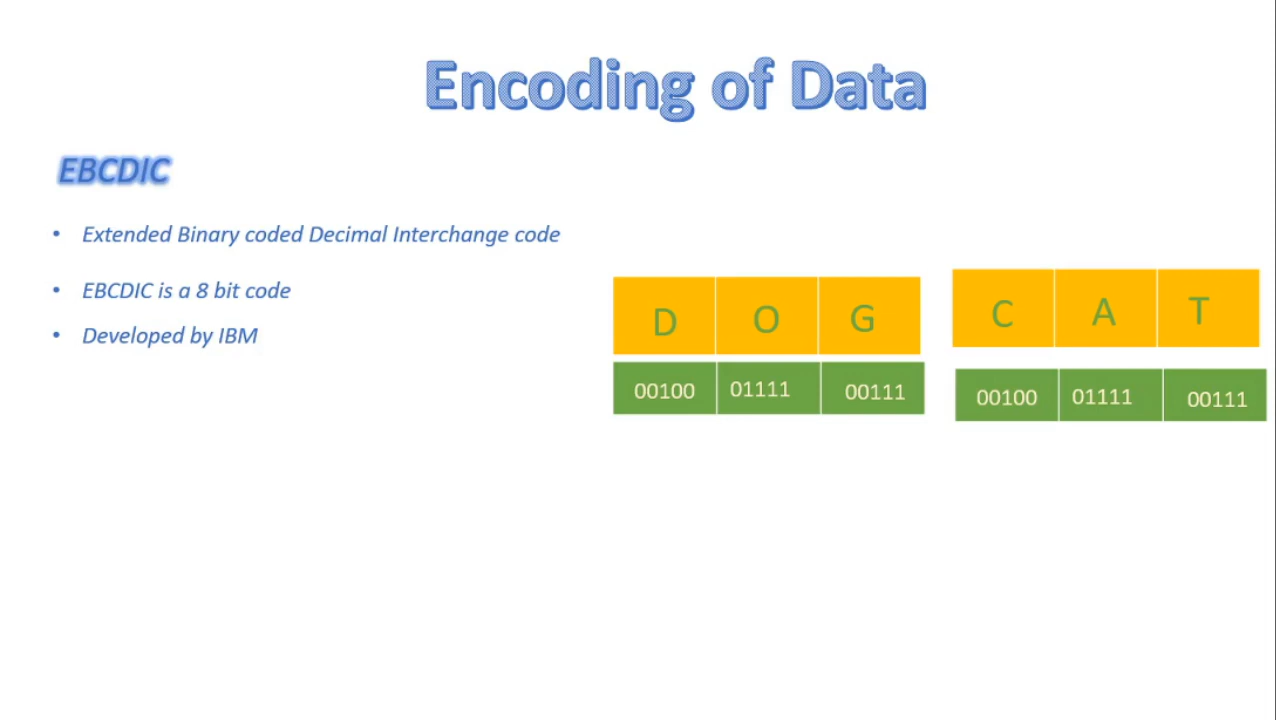 Encoding of Data
EBCDIC
• Extended Binary coded Decimal Interchange code
• EBCDIC is a 8 bit code
• Developed by IBM
D O G
00100 01111 00111
C A T
00100 01111 00111